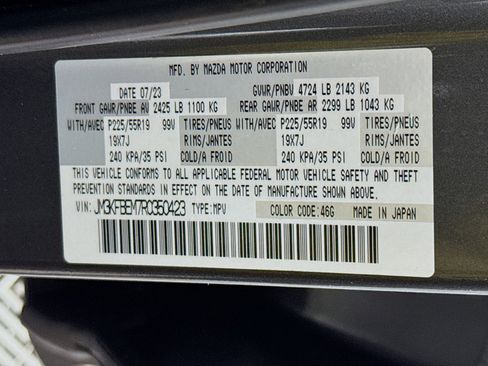 MFD. BY MAZDA MOTOR CORPORATION
DATE 07/23 GVWR/PNBV 4724 LB 2143 KG
FRONT GAWR/PNBE AV 2425 LB 1100 KG REAR GAWR/PNBE AR 2299 LB 1043 KG
WITH/AVEC P225/55R19 99V TIRES/PNEUS WITH/AVEC P225/55R19 99V TIRES/PNEUS
19X7J RIMS/JANTES 19X7J RIMS/JANTES
240 KPA/35 PSI COLD/A FROID 240 KPA/35 PSI COLD/A FROID
THIS VEHICLE CONFORMS TO ALL APPLICABLE FEDERAL MOTOR VEHICLE SAFETY AND THEFT
PREVENTION STANDARDS IN EFFECT ON THE DATE OF MANUFACTURE SHOWN ABOVE.
VIN: JM3KFBEM7R0350423 TYPE: MPV COLOR CODE: 46G MADE IN JAPAN